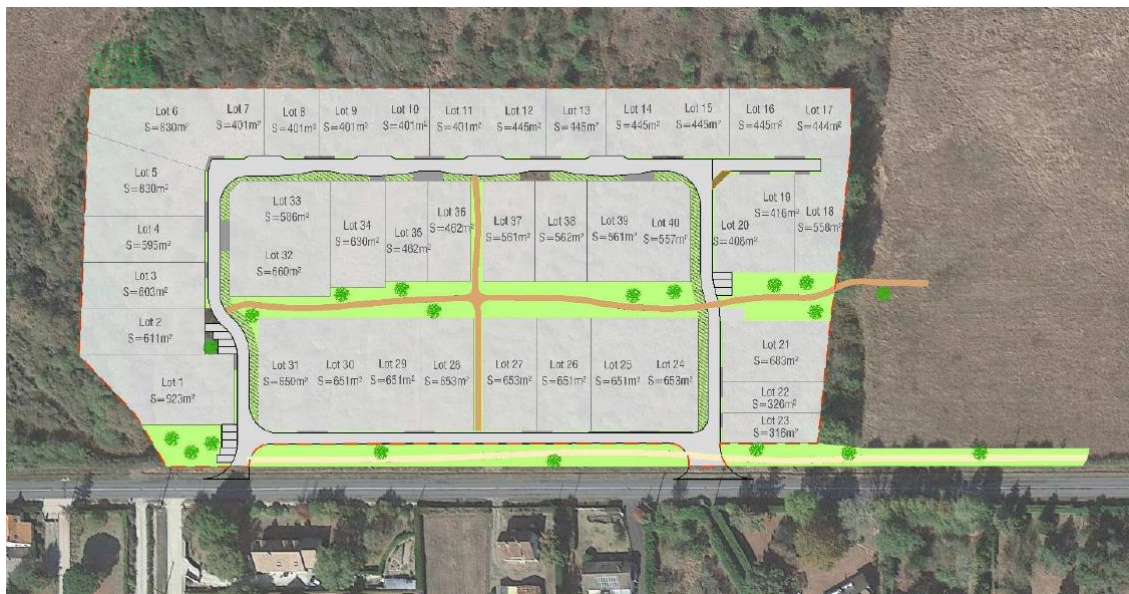 Lot 6
S=830m²
Lot 7
S=401m²
Lot 8
S=401m²
Lot 9
S=401m²
Lot 10
S=401m²
Lot 11
S=401m²
Lot 12
S=445m²
Lot 13
S=445m²
Lot 14
S=445m²
Lot 15
S=445m²
Lot 16
S=445m²
Lot 17
S=444m²
Lot 5
S=830m²
Lot 33
S=586m²
Lot 34
S=630m²
Lot 35
S=462m²
Lot 36
S=462m²
Lot 37
S=561m²
Lot 38
S=562m²
Lot 39
S=561m²
Lot 40
S=557m²
Lot 20
S=406m²
Lot 19
S=416m²
Lot 18
S=558m²
Lot 4
S=595m²
Lot 32
S=660m²
Lot 3
S=603m²
Lot 2
S=611m²
Lot 1
S=923m²
Lot 31
S=650m²
Lot 30
S=651m²
Lot 29
S=651m²
Lot 28
S=653m²
Lot 27
S=653m²
Lot 26
S=651m²
Lot 25
S=651m²
Lot 24
S=653m²
Lot 21
S=683m²
Lot 22
S=326m²
Lot 23
S=316m²